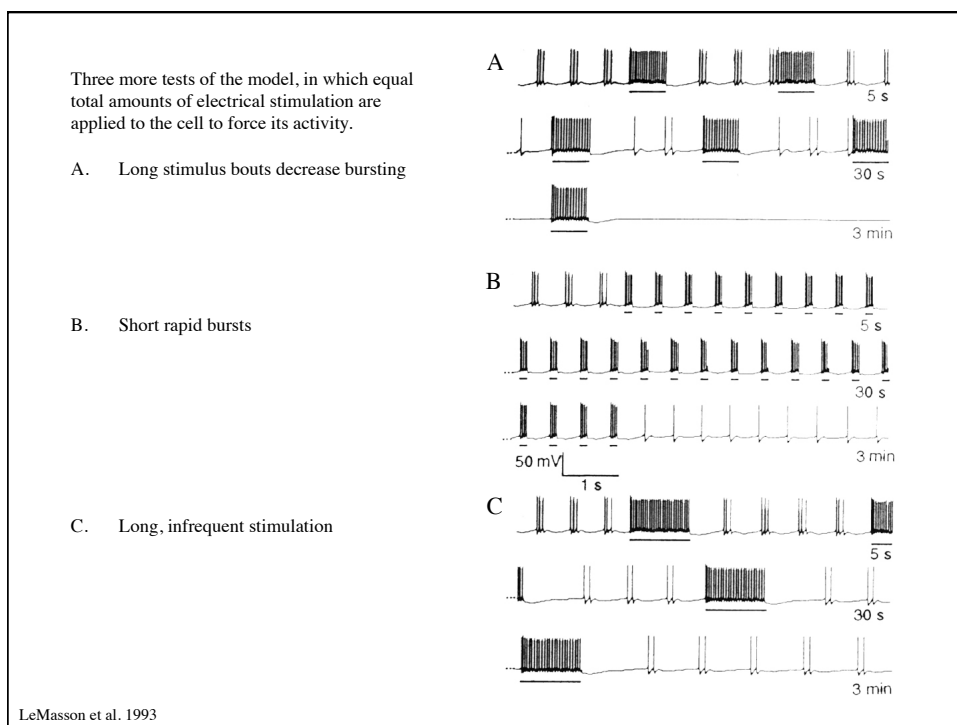 Three more tests of the model, in which equal
total amounts of electrical stimulation are
applied to the cell to force its activity.
A. Long stimulus bouts decrease bursting
B. Short rapid bursts
C. Long, infrequent stimulation
A
5 s
30 s
3 min
B
5 s
30 s
3 min
50 mV
1 s
C
5 s
30 s
3 min
LeMasson et al. 1993